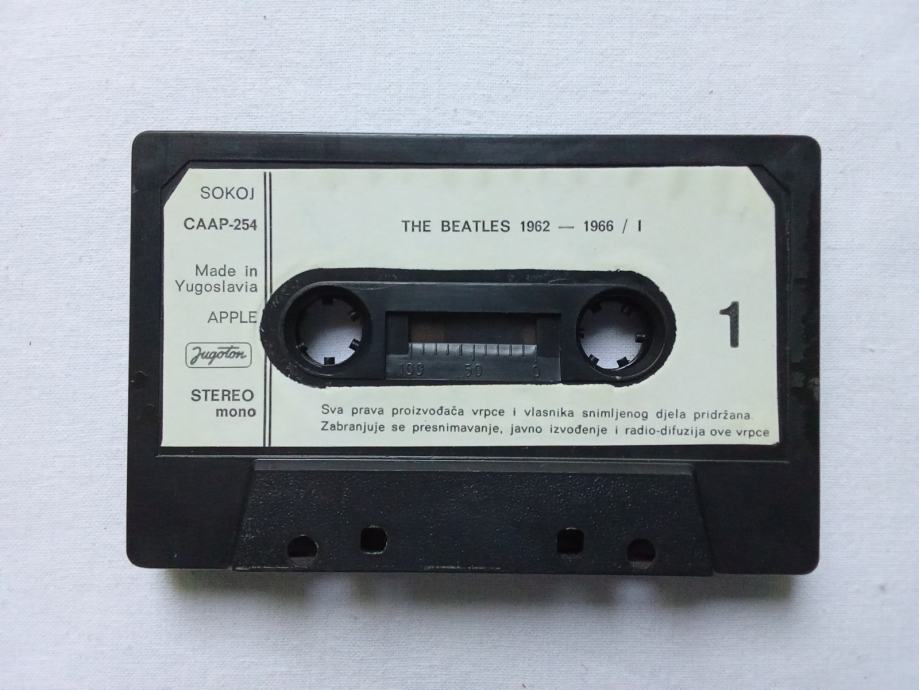 SOKOJ
CAAP-254
Made in
Yugoslavia
APPLE
Jugoton
STEREO
mono
THE BEATLES 1962 — 1966 / I
1
100 50 0
Sva prava proizvođača vrpce i vlasnika snimljenog djela pridržana.
Zabranjuje se presnimavanje, javno izvođenje i radio-difuzija ove vrpce